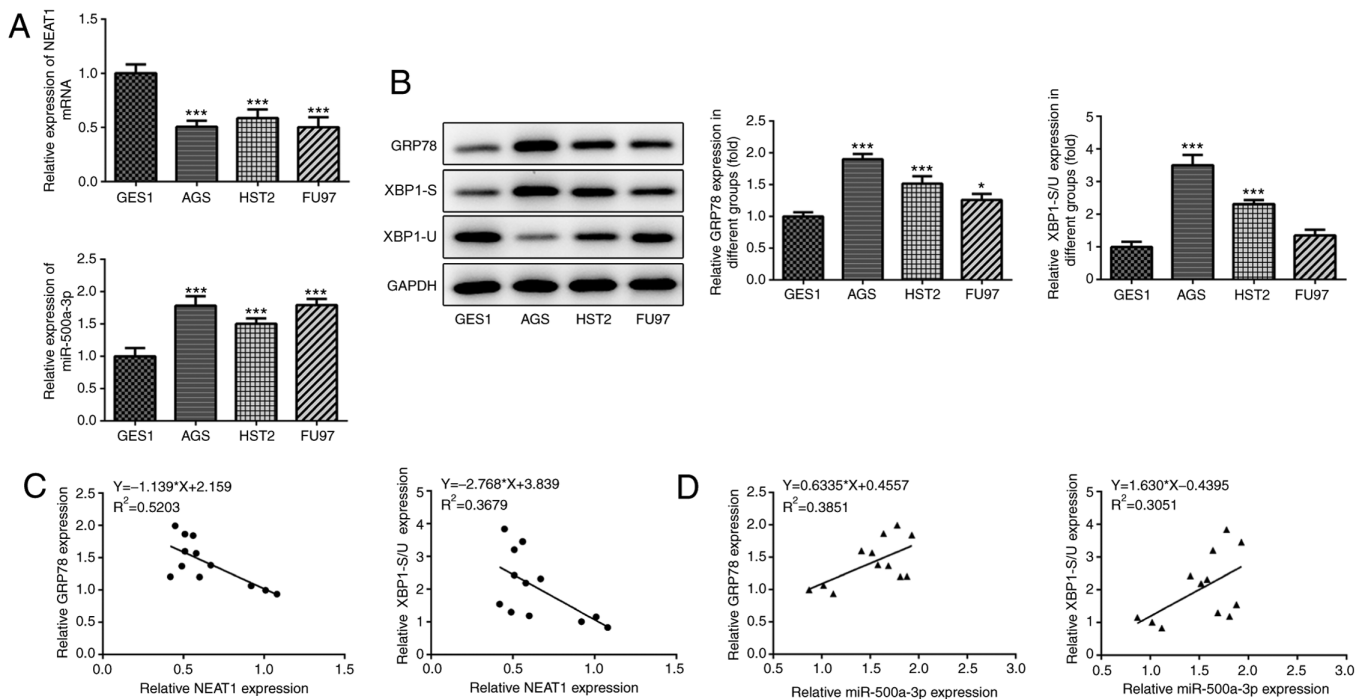 A
Relative expression of NEAT1
mRNA
1.5
1.0
0.5
0.0
***
***
***
GES1 AGS HST2 FU97
Relative expression of
miR-500a-3p
2.5
2.0
1.5
1.0
0.5
0.0
***
***
***
GES1 AGS HST2 FU97
B
GRP78
XBP1-S
XBP1-U
GAPDH
GES1 AGS HST2 FU97
Relative GRP78 expression in
different groups (fold)
2.5
2.0
1.5
1.0
0.5
0.0
***
***
*
GES1 AGS HST2 FU97
Relative XBP1-S/U expression in
different groups (fold)
5
4
3
2
1
0
***
***
GES1 AGS HST2 FU97
C
Relative GRP78 expression
Y=−1.139*X+2.159
R²=0.5203
2.5
2.0
1.5
1.0
0.5
0.0
0.0 0.5 1.0 1.5
Relative NEAT1 expression
Relative XBP1-S/U expression
Y=−2.768*X+3.839
R²=0.3679
5
4
3
2
1
0
0.0 0.5 1.0 1.5
Relative NEAT1 expression
D
Relative GRP78 expression
Y=0.6335*X+0.4557
R²=0.3851
2.5
2.0
1.5
1.0
0.5
0.0
0.5 1.0 1.5 2.0 2.5 3.0
Relative miR-500a-3p expression
Relative XBP1-S/U expression
Y=1.630*X−0.4395
R²=0.3051
5
4
3
2
1
0
0.5 1.0 1.5 2.0 2.5 3.0
Relative miR-500a-3p expression